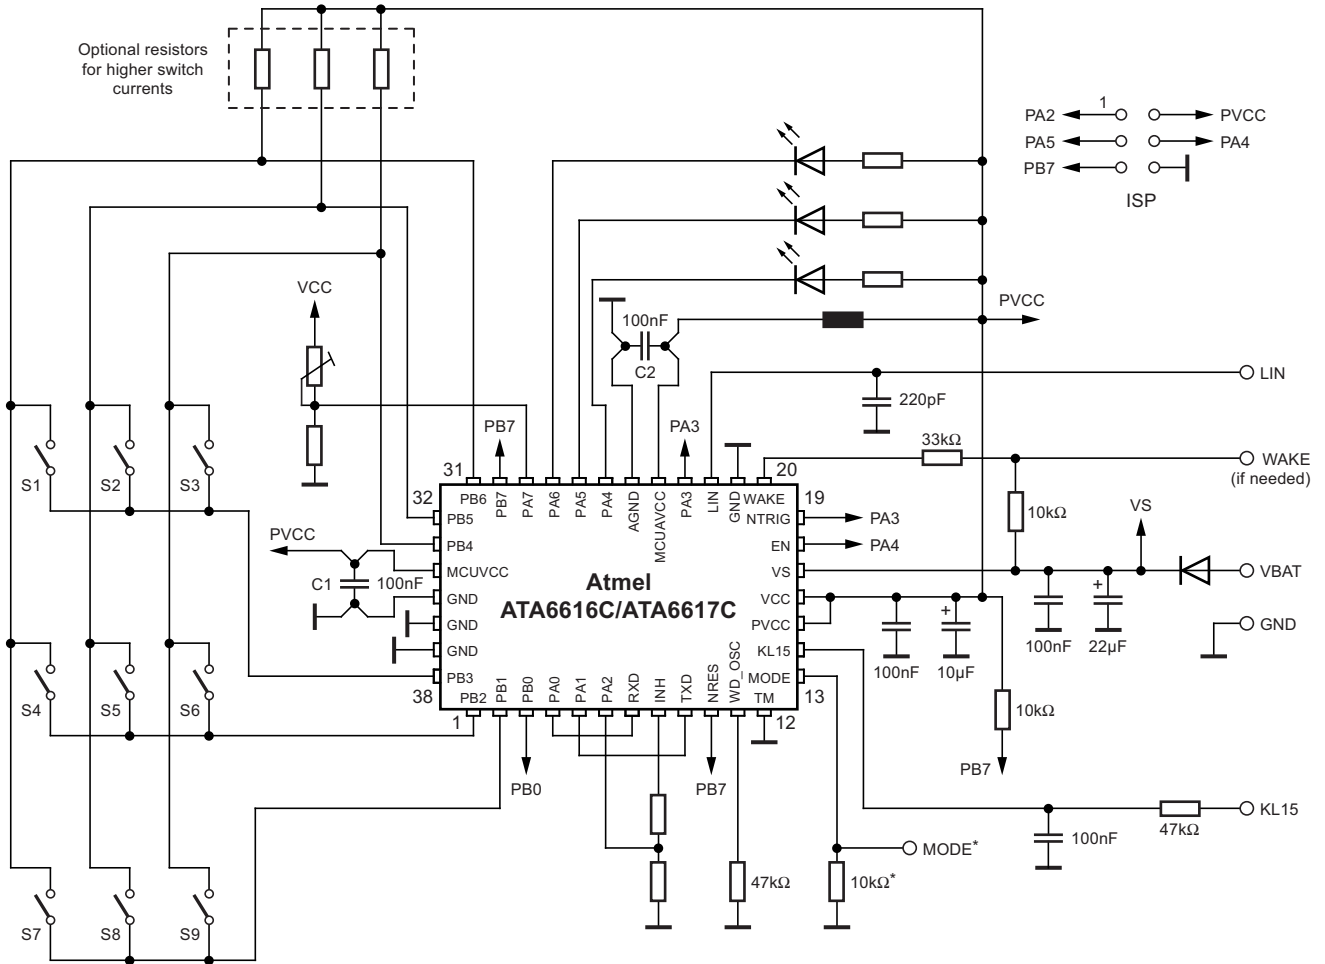 Optional resistors
for higher switch
currents
PA2
1
PVCC
PA5
PA4
PB7
ISP
VCC
100nF
C2
PVCC
LIN
220pF
PB7
PA3
33kΩ
WAKE
(if needed)
S1
S2
S3
31
20
32
19
PB6
PB7
PA7
PA6
PA5
PA4
AGND
MCUAVCC
PA3
LIN
GND
WAKE
PB5
NTRIG
PA3
10kΩ
VS
PVCC
PB4
EN
PA4
C1
100nF
MCUVCC
Atmel
ATA6616C/ATA6617C
VS
+
VBAT
GND
VCC
+
GND
PVCC
GND
GND
KL15
100nF
10µF
100nF
22µF
PB3
MODE
38
13
PB2
PB1
PB0
PA0
PA1
PA2
RXD
INH
TXD
NRES
WD_OSC
TM
1
12
S4
S5
S6
10kΩ
PB0
PB7
PB7
KL15
47kΩ
100nF
MODE*
47kΩ
10kΩ*
S7
S8
S9